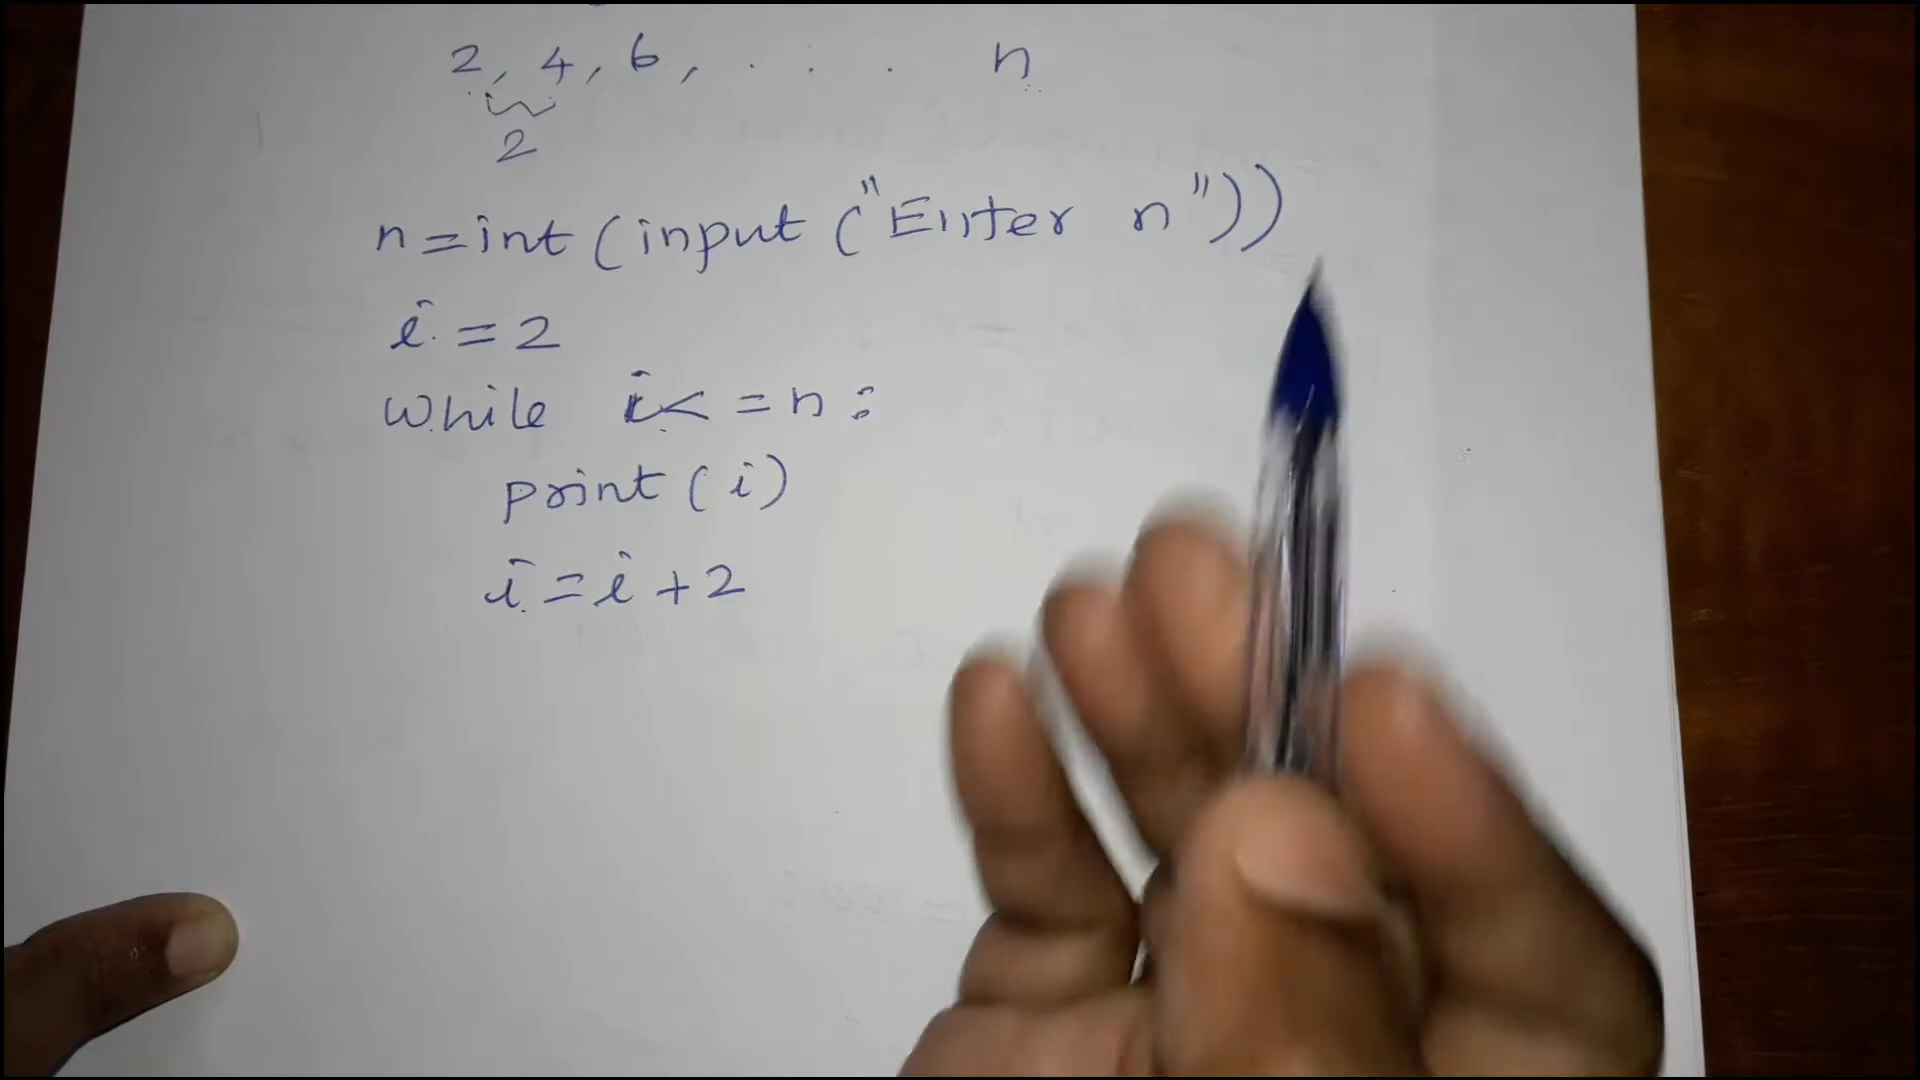 2, 4, 6, . . . n
2
n=int(input("Enter n"))
i=2
while i<=n:
print(i)
i=i+2